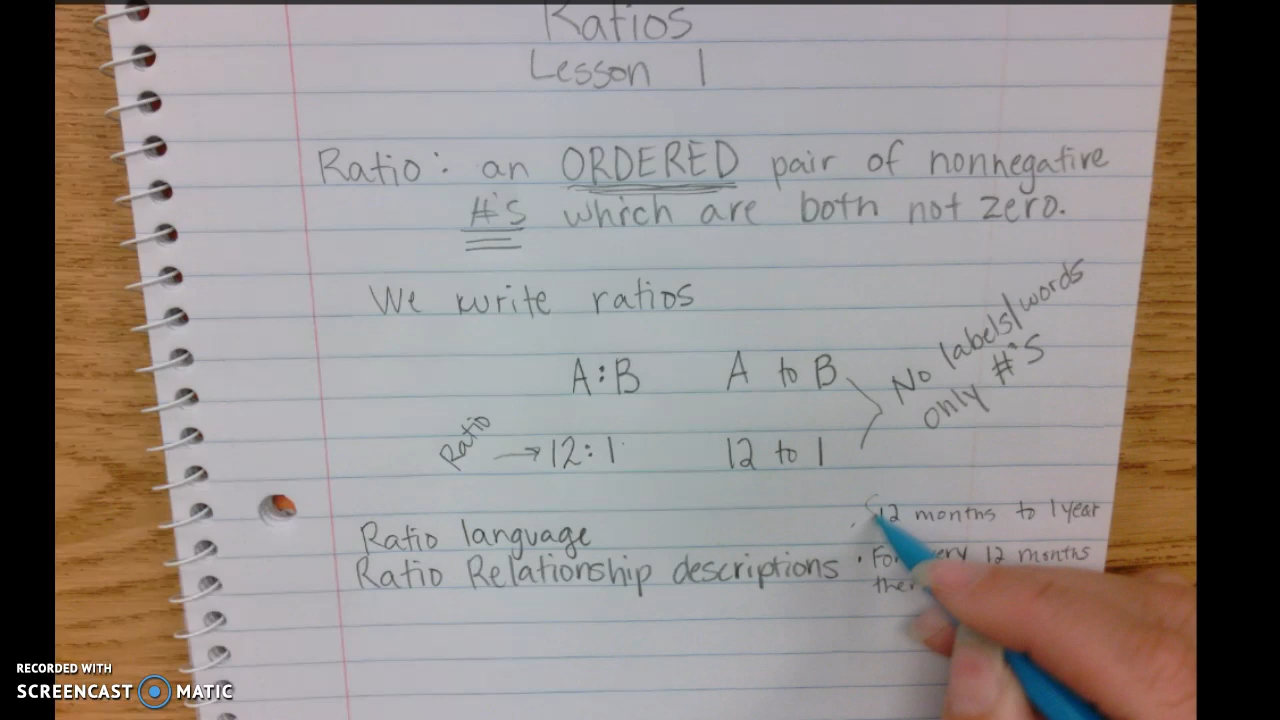 Ratios
Lesson 1
Ratio: an ORDERED pair of nonnegative
#'s which are both not zero.
We write ratios
A:B A to B
No labels/words
only #'s
Ratio → 12:1 12 to 1
12 months to 1 year
Ratio language
Ratio Relationship descriptions • 12 months
RECORDED WITH
SCREENCAST MATIC